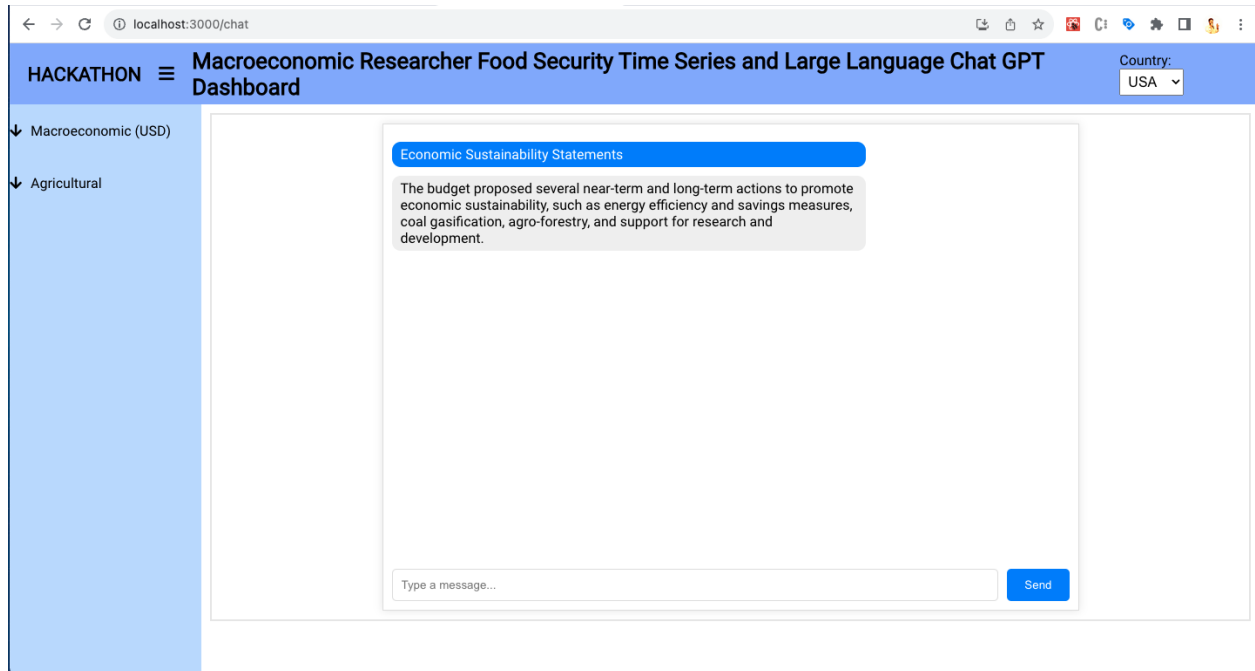 localhost:3000/chat
HACKATHON
Macroeconomic Researcher Food Security Time Series and Large Language Chat GPT
Dashboard
Country:
USA
Macroeconomic (USD)
Agricultural
Economic Sustainability Statements
The budget proposed several near-term and long-term actions to promote
economic sustainability, such as energy efficiency and savings measures,
coal gasification, agro-forestry, and support for research and
development.
Type a message...
Send